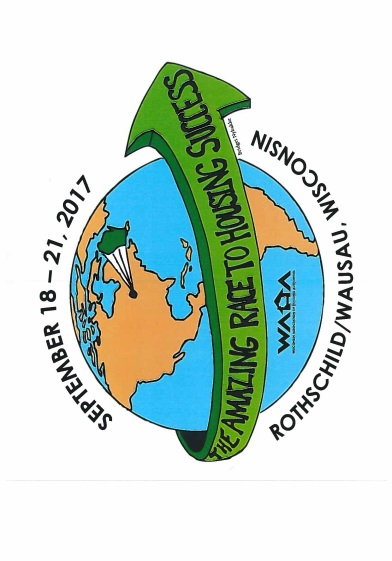 THE AMAZING RACE TO HOUSING SUCCESS
SEPTEMBER 18 – 21, 2017
ROTHSCHILD/WAUSAU, WISCONSIN
WAHA